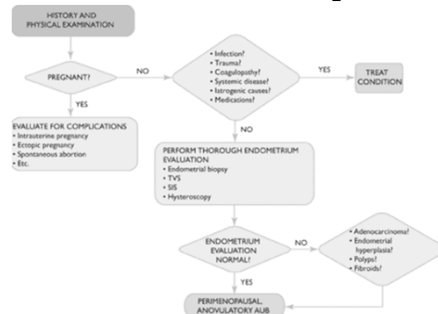 HISTORY AND
PHYSICAL EXAMINATION
PREGNANT?
NO
• Infection?
• Trauma?
• Coagulopathy?
• Systemic disease?
• Iatrogenic causes?
• Medications?
YES
TREAT
CONDITION
YES
NO
EVALUATE FOR COMPLICATIONS
• Intrauterine pregnancy
• Ectopic pregnancy
• Spontaneous abortion
• Etc.
PERFORM THOROUGH ENDOMETRIUM
EVALUATION
• Endometrial biopsy
• TVS
• SIS
• Hysteroscopy
ENDOMETRIUM
EVALUATION
NORMAL?
NO
• Adenocarcinoma?
• Endometrial
hyperplasia?
• Polyps?
• Fibroids?
YES
PERIMENOPAUSAL,
ANOVULATORY AUB